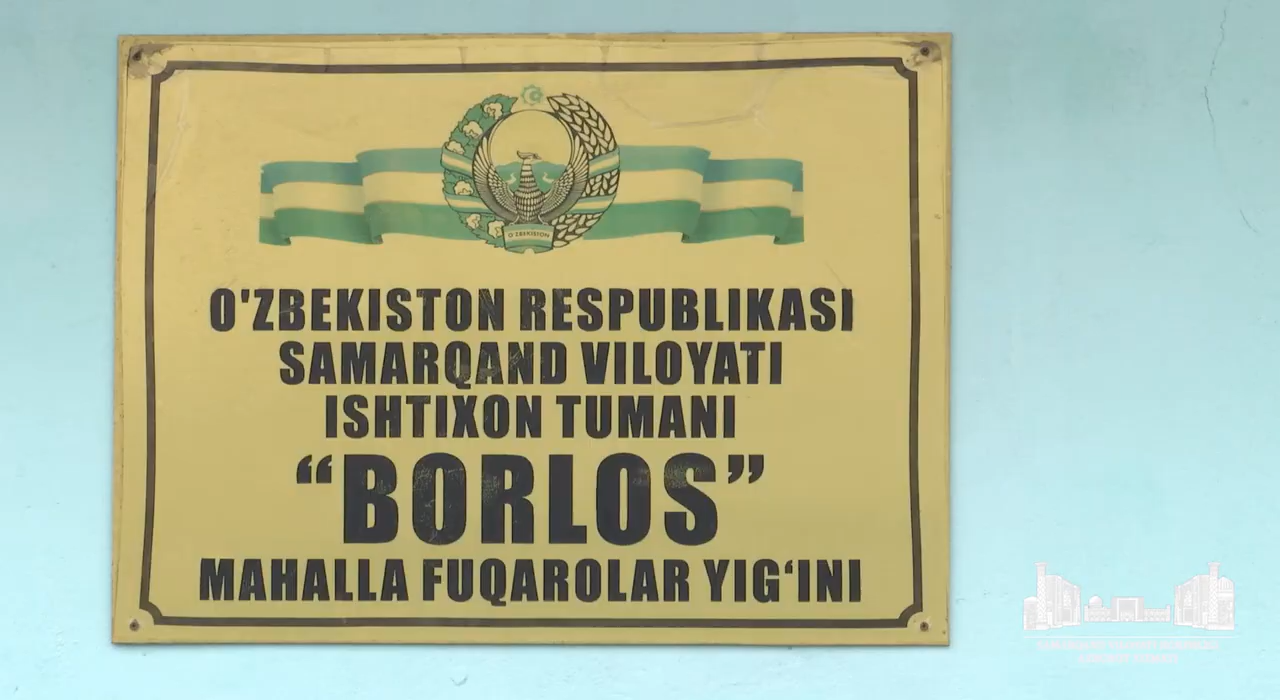 O'ZBEKISTON
O'ZBEKISTON RESPUBLIKASI
SAMARQAND VILOYATI
ISHTIXON TUMANI
“BORLOS”
MAHALLA FUQAROLAR YIG‘INI